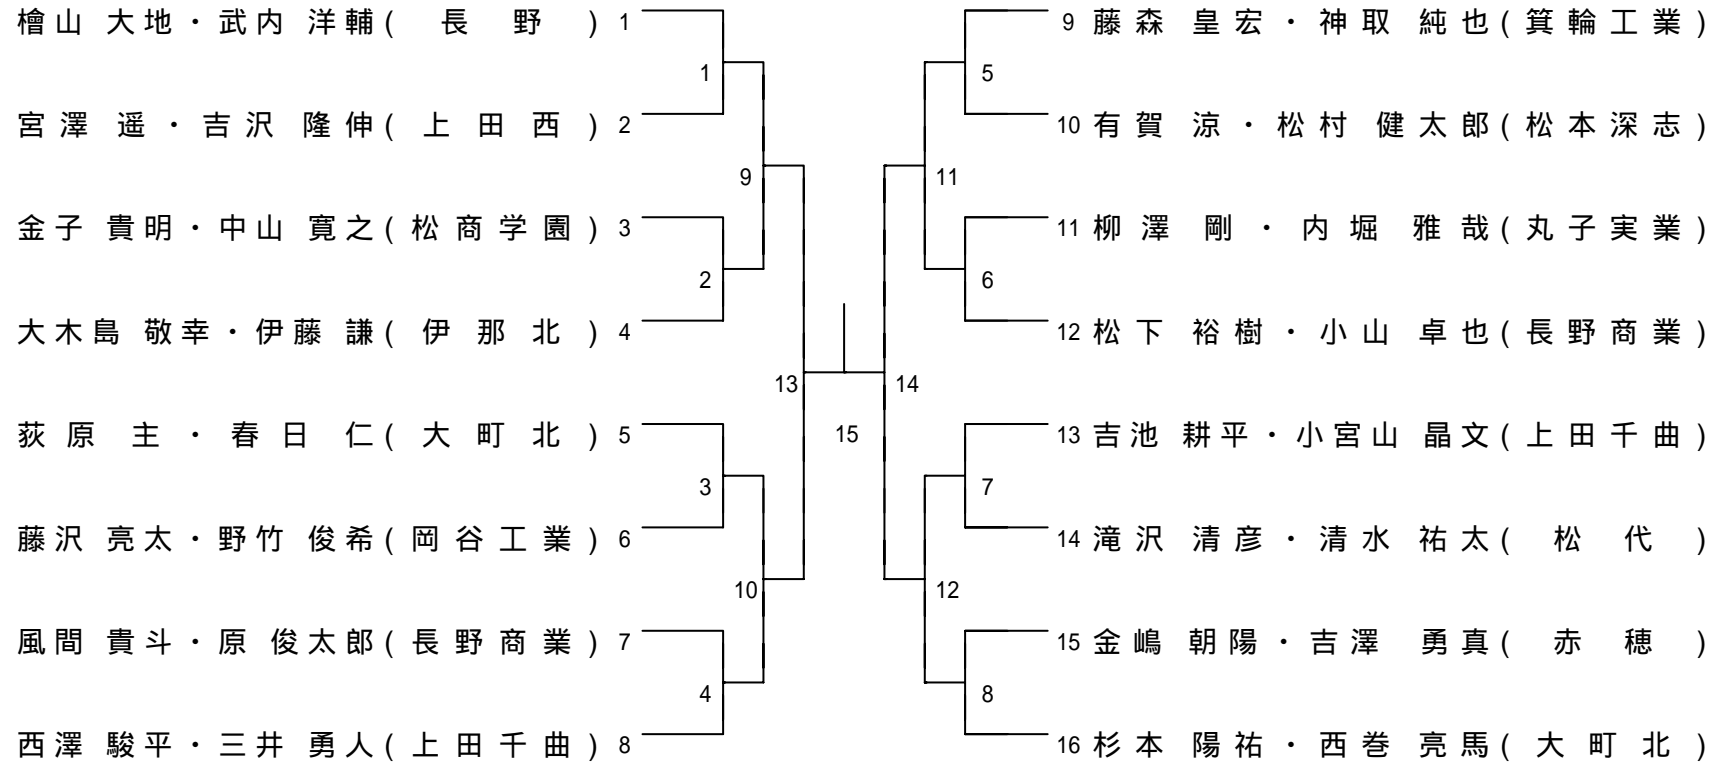 檜山 大地・武内 洋輔( 長 野 ) 1
1
宮澤 遥・吉沢 隆伸( 上田西 ) 2
9
金子 貴明・中山 寛之( 松商学園 ) 3
2
大木島 敬幸・伊藤 謙( 伊那北 ) 4
13
荻原 主・春日 仁( 大町北 ) 5
3
藤沢 亮太・野竹 俊希( 岡谷工業 ) 6
10
風間 貴斗・原 俊太郎( 長野商業 ) 7
4
西澤 駿平・三井 勇人( 上田千曲 ) 8
15
9 藤森 皇宏・神取 純也( 箕輪工業 )
5
10 有賀 涼・松村 健太郎( 松本深志 )
11
11 柳澤 剛・内堀 雅哉( 丸子実業 )
6
12 松下 裕樹・小山 卓也( 長野商業 )
14
13 吉池 耕平・小宮山 晶文( 上田千曲 )
7
14 滝沢 清彦・清水 祐太( 松代 )
12
15 金嶋 朝陽・吉澤 勇真( 赤穂 )
8
16 杉本 陽祐・西巻 亮馬( 大町北 )